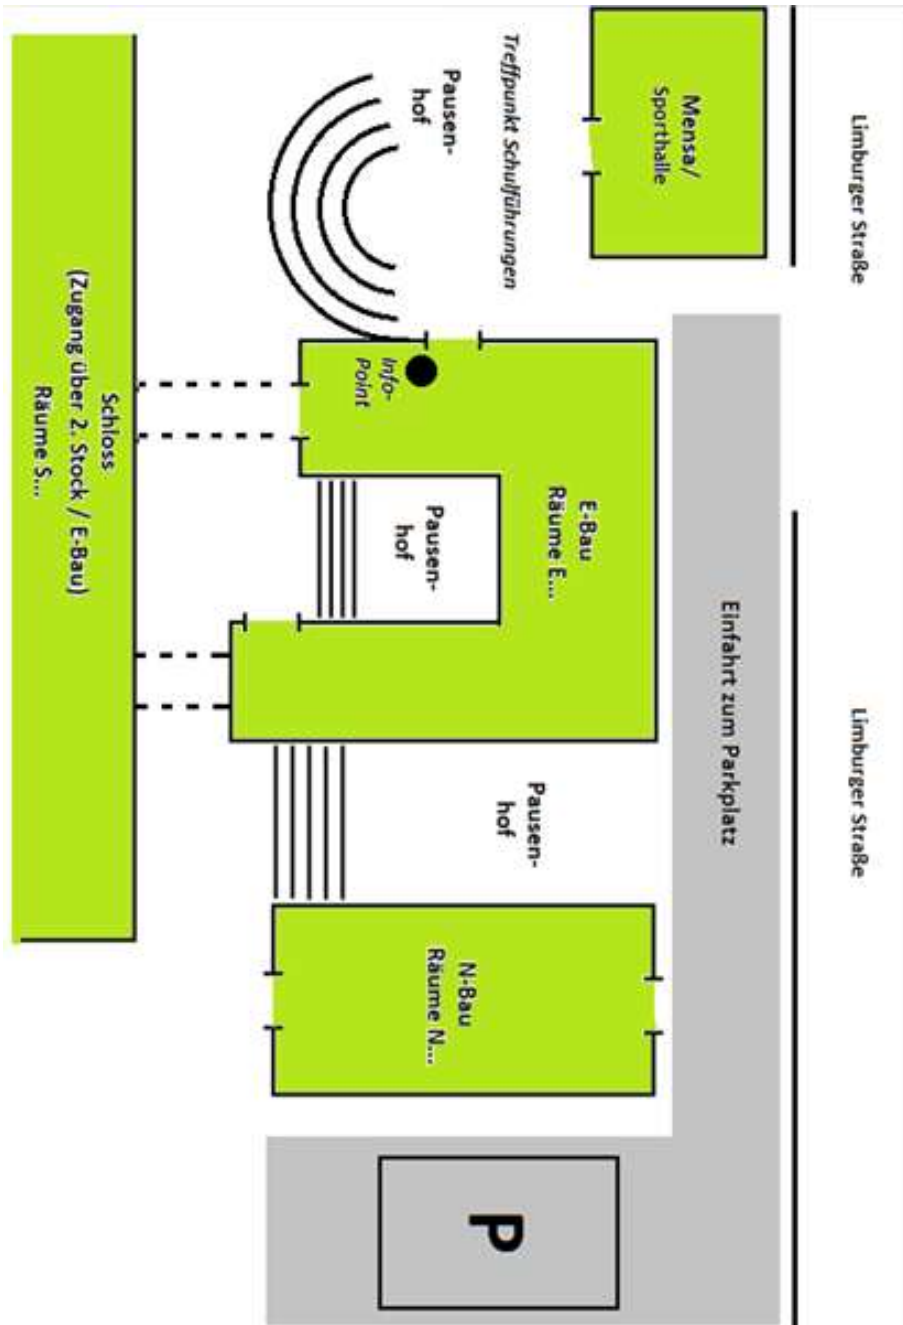 Limburger Straße
Limburger Straße
Mensa/
Sporthalle
Einfahrt zum Parkplatz
Treffpunkt Schulführungen
Pausen-
hof
E-Bau
Räume E...
Info-
Point
Pausen-
hof
Pausen-
hof
N-Bau
Räume N...
P
Schloss
(Zugang über 2. Stock / E-Bau)
Räume S...